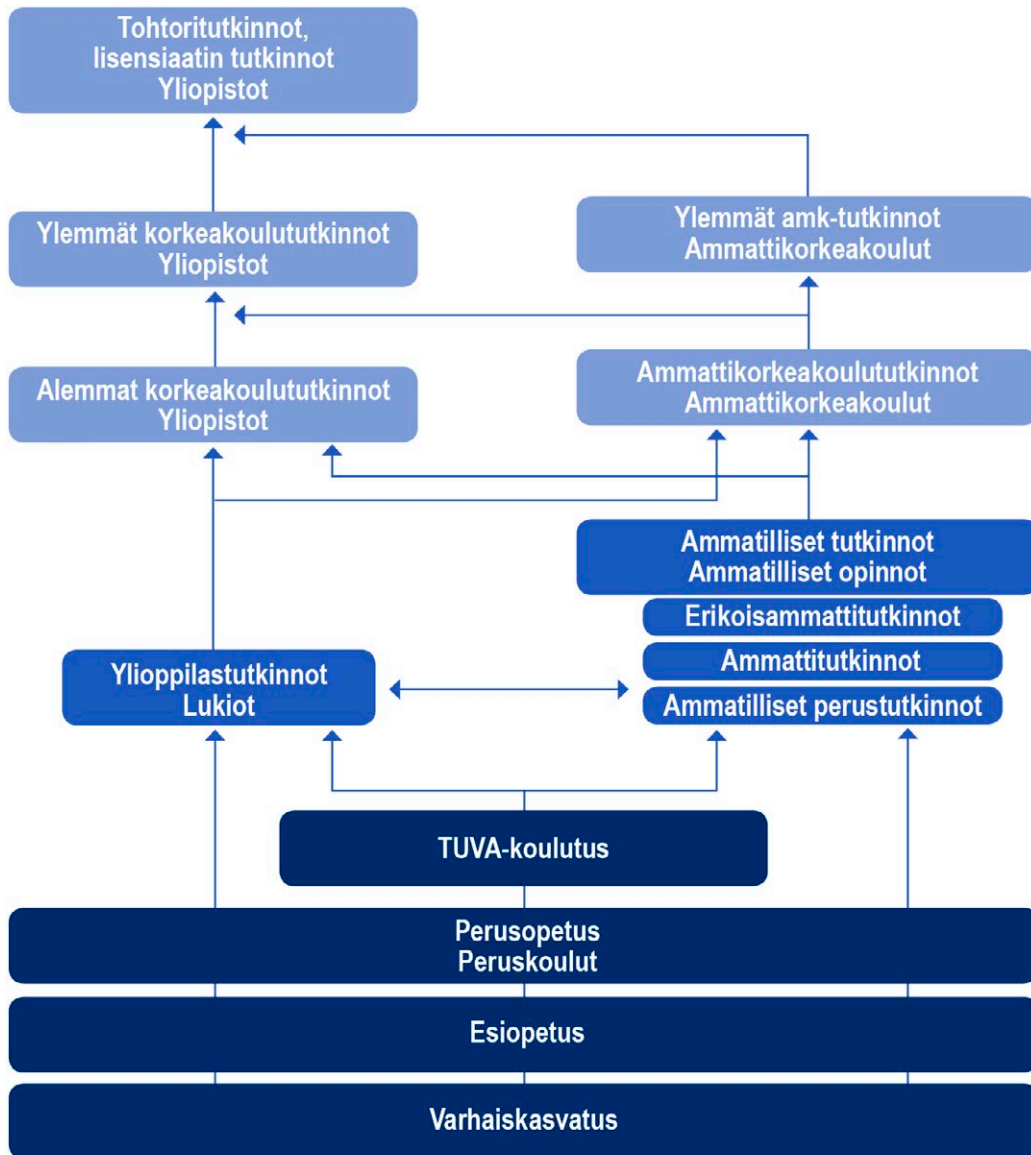 Tohtoritutkinnot,
lisensiaatin tutkinnot
Yliopistot
Ylemmät korkeakoulututkinnot
Yliopistot
Ylemmät amk-tutkinnot
Ammattikorkeakoulut
Alemmat korkeakoulututkinnot
Yliopistot
Ammattikorkeakoulututkinnot
Ammattikorkeakoulut
Ammatilliset tutkinnot
Ammatilliset opinnot
Erikoisammattitutkinnot
Ammattitutkinnot
Ammatilliset perustutkinnot
Ylioppilastutkinnot
Lukiot
TUVA-koulutus
Perusopetus
Peruskoulut
Esiopetus
Varhaiskasvatus